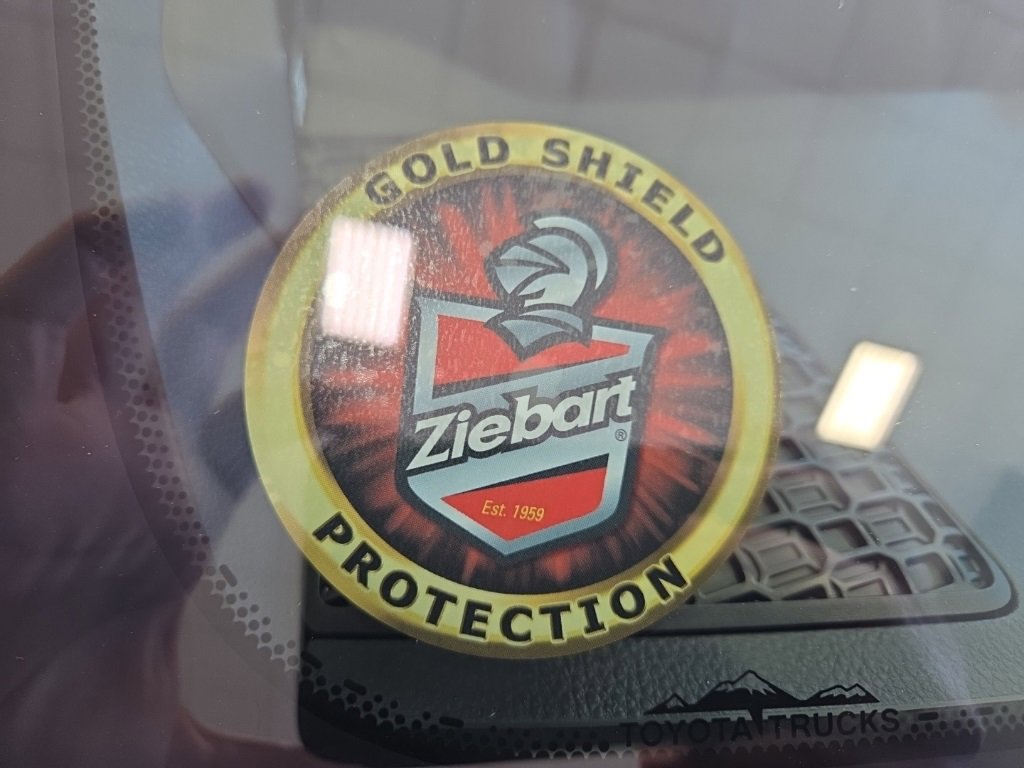 GOLD SHIELD
Ziebart®
Est. 1959
PROTECTION
TOYOTA TRUCKS